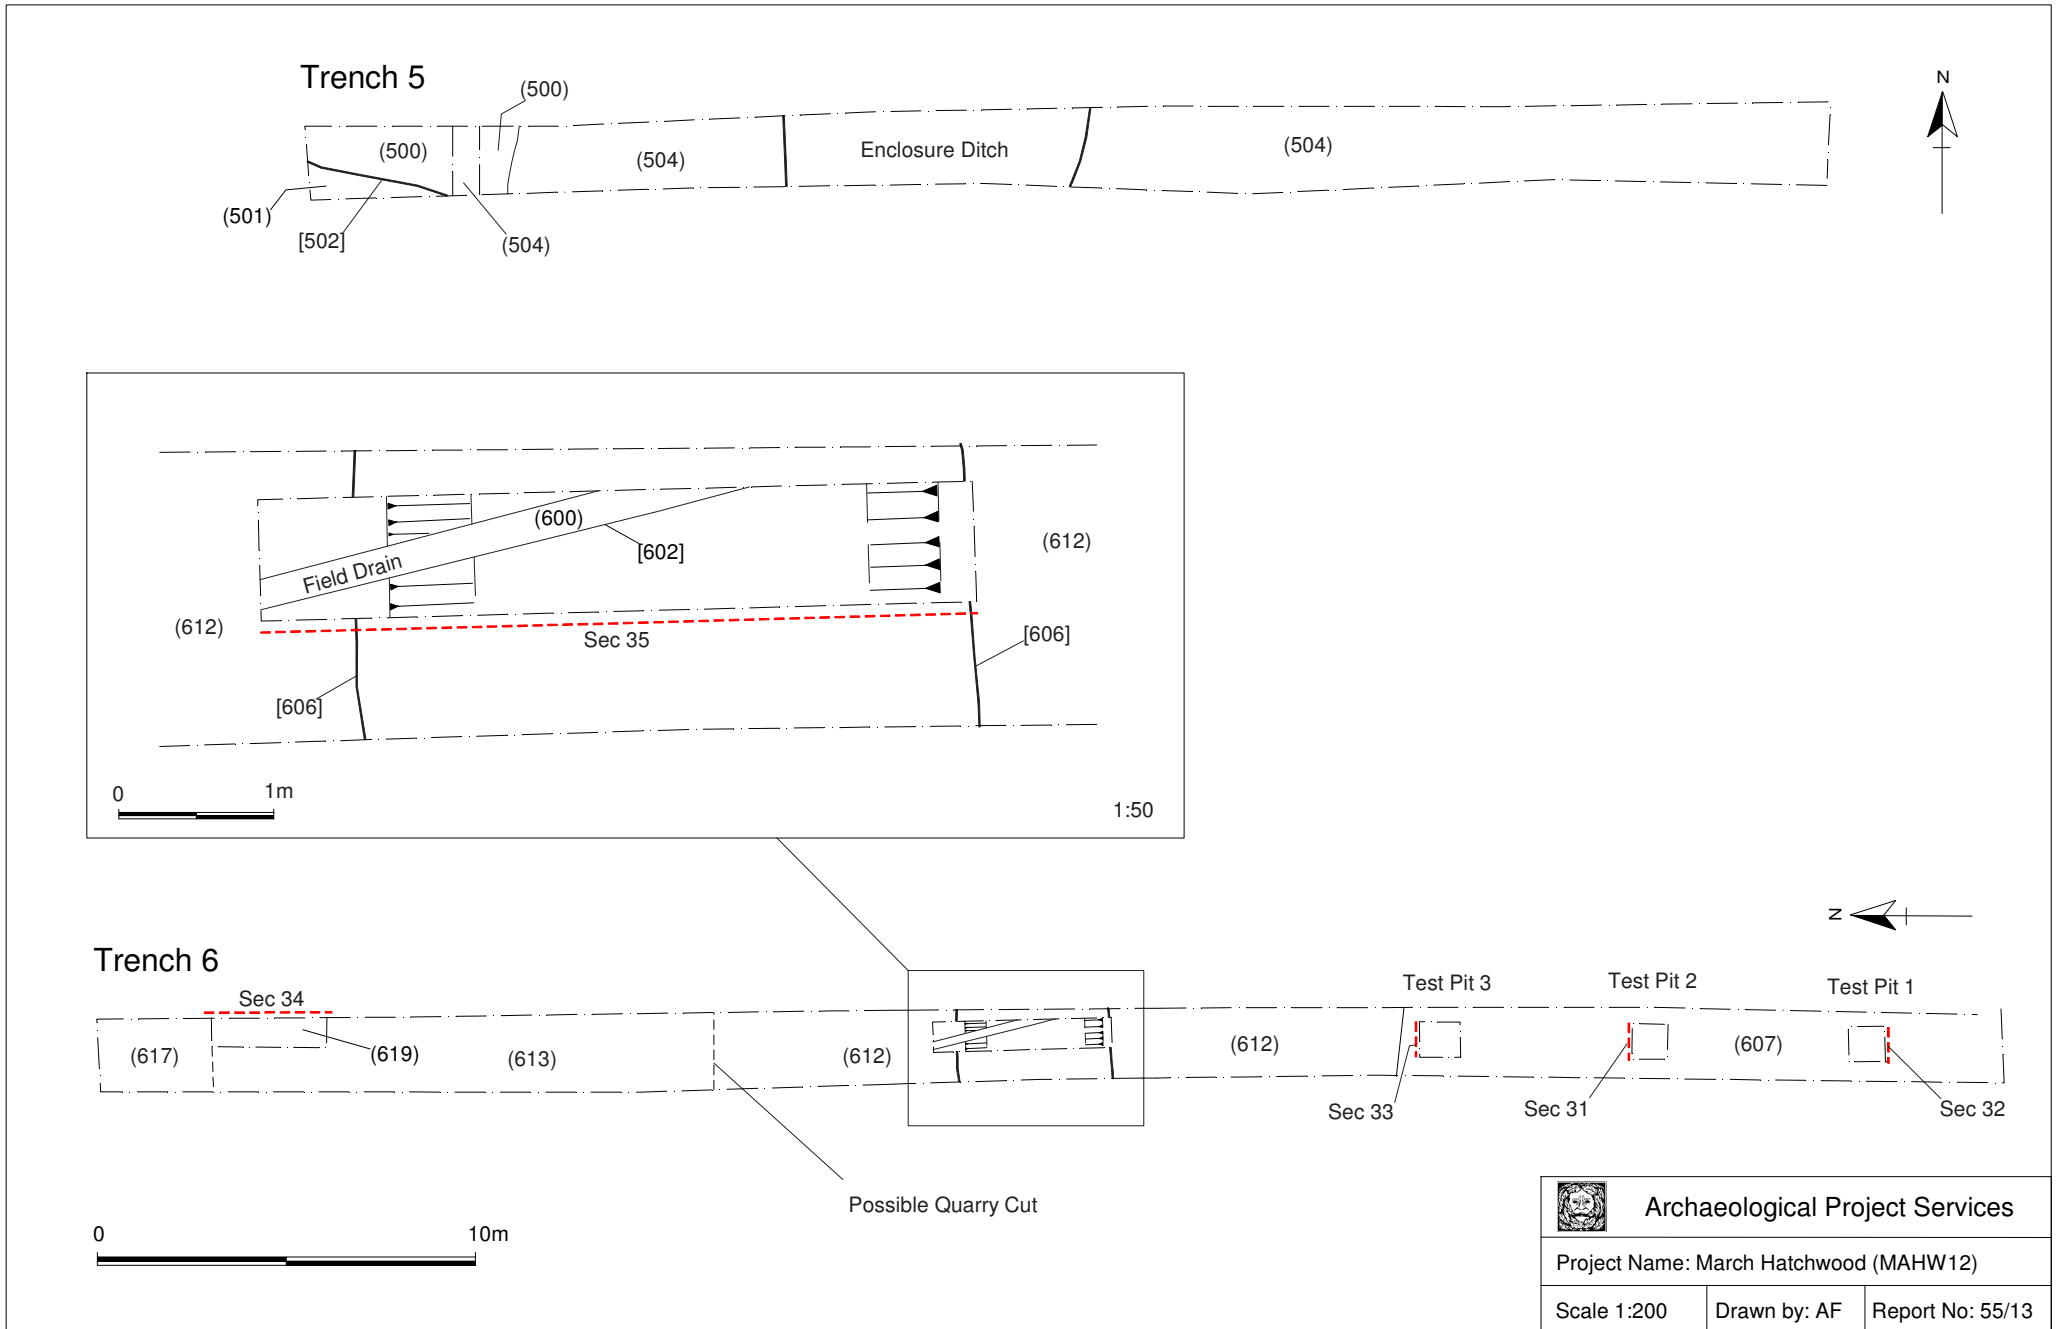 Trench 5
(500)
N
(500)
(504)
Enclosure Ditch
(504)
(501)
[502]
(504)
(600)
[602]
(612)
Field Drain
(612)
Sec 35
[606]
[606]
0 1m
1:50
N
Trench 6
Sec 34
Test Pit 3
Test Pit 2
Test Pit 1
(617)
(619)
(613)
(612)
(612)
(607)
Sec 33
Sec 31
Sec 32
Possible Quarry Cut
0 10m
Archaeological Project Services
Project Name: March Hatchwood (MAHW12)
Scale 1:200
Drawn by: AF
Report No: 55/13